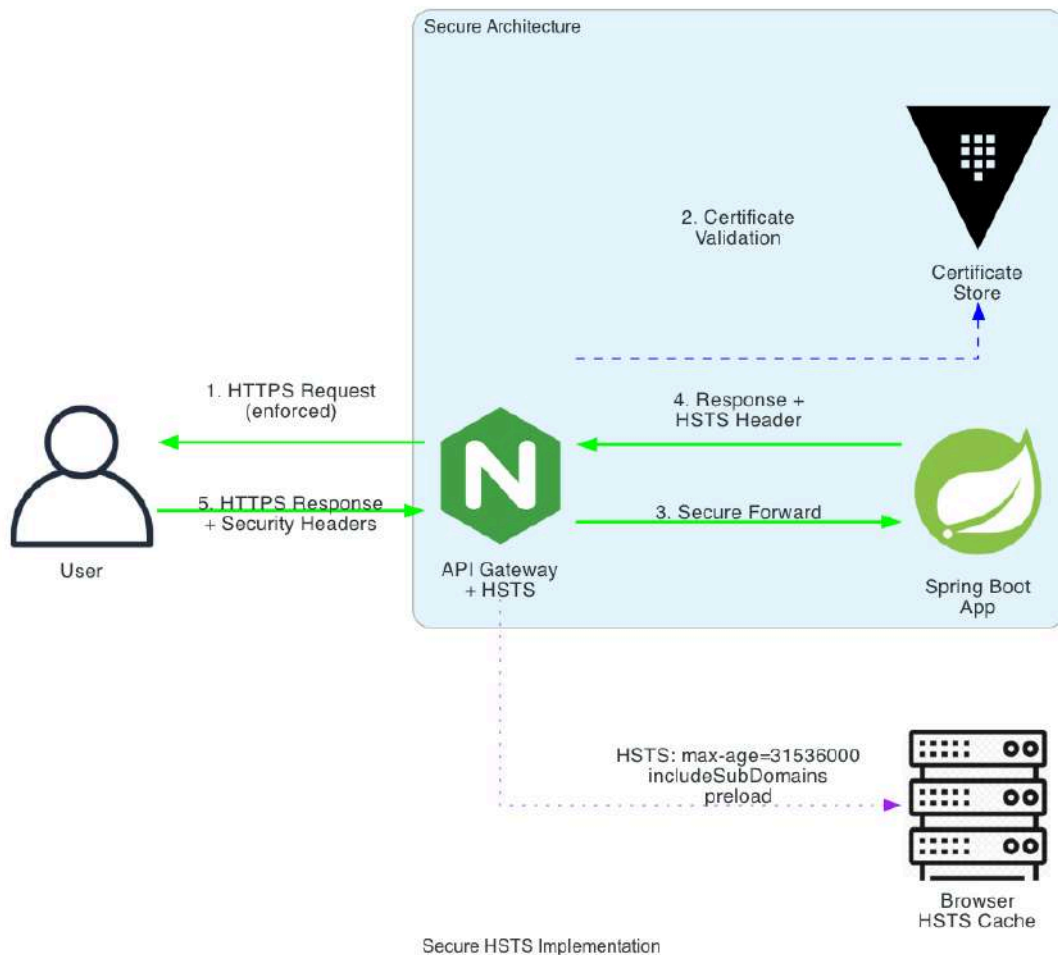 Secure Architecture
2. Certificate
Validation
Certificate
Store
1. HTTPS Request
(enforced)
4. Response +
HSTS Header
5. HTTPS Response
+ Security Headers
3. Secure Forward
User
API Gateway
+ HSTS
Spring Boot
App
HSTS: max-age=31536000
includeSubDomains
preload
Browser
HSTS Cache
Secure HSTS Implementation